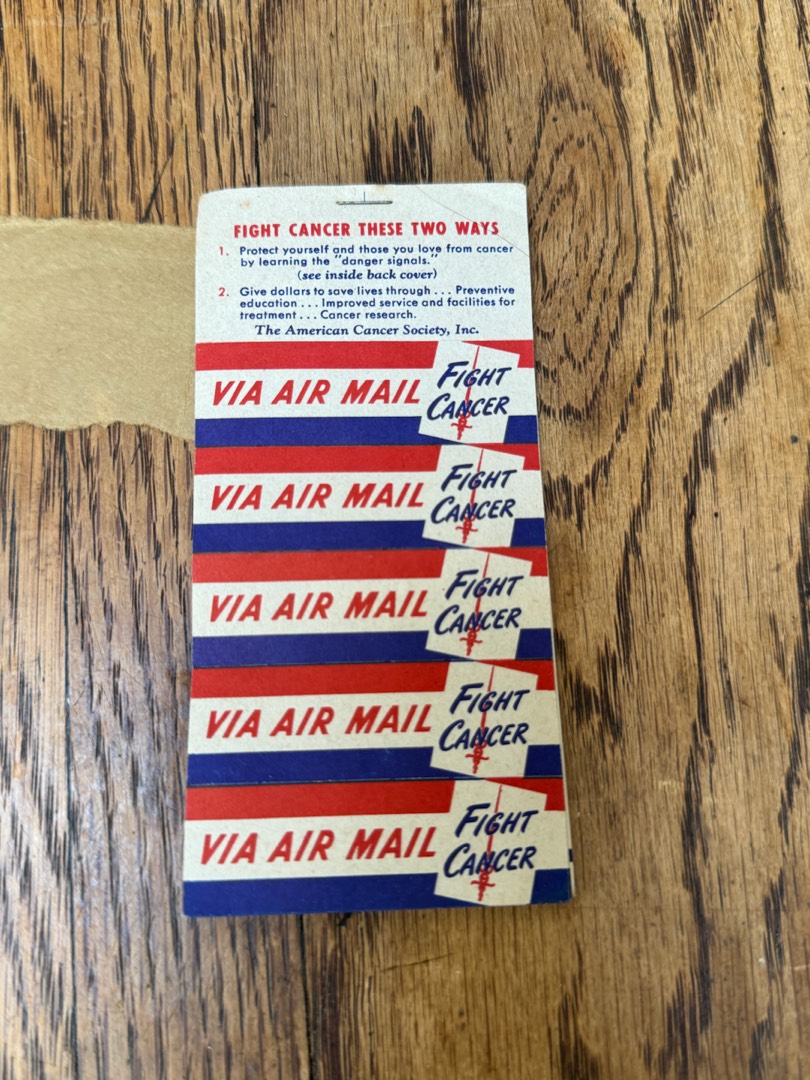 FIGHT CANCER THESE TWO WAYS
1. Protect yourself and those you love from cancer
by learning the "danger signals."
(see inside back cover)
2. Give dollars to save lives through... Preventive
education... Improved service and facilities for
treatment... Cancer research.
The American Cancer Society, Inc.
VIA AIR MAIL FIGHT
CANCER
VIA AIR MAIL FIGHT
CANCER
VIA AIR MAIL FIGHT
CANCER
VIA AIR MAIL FIGHT
CANCER
VIA AIR MAIL FIGHT
CANCER